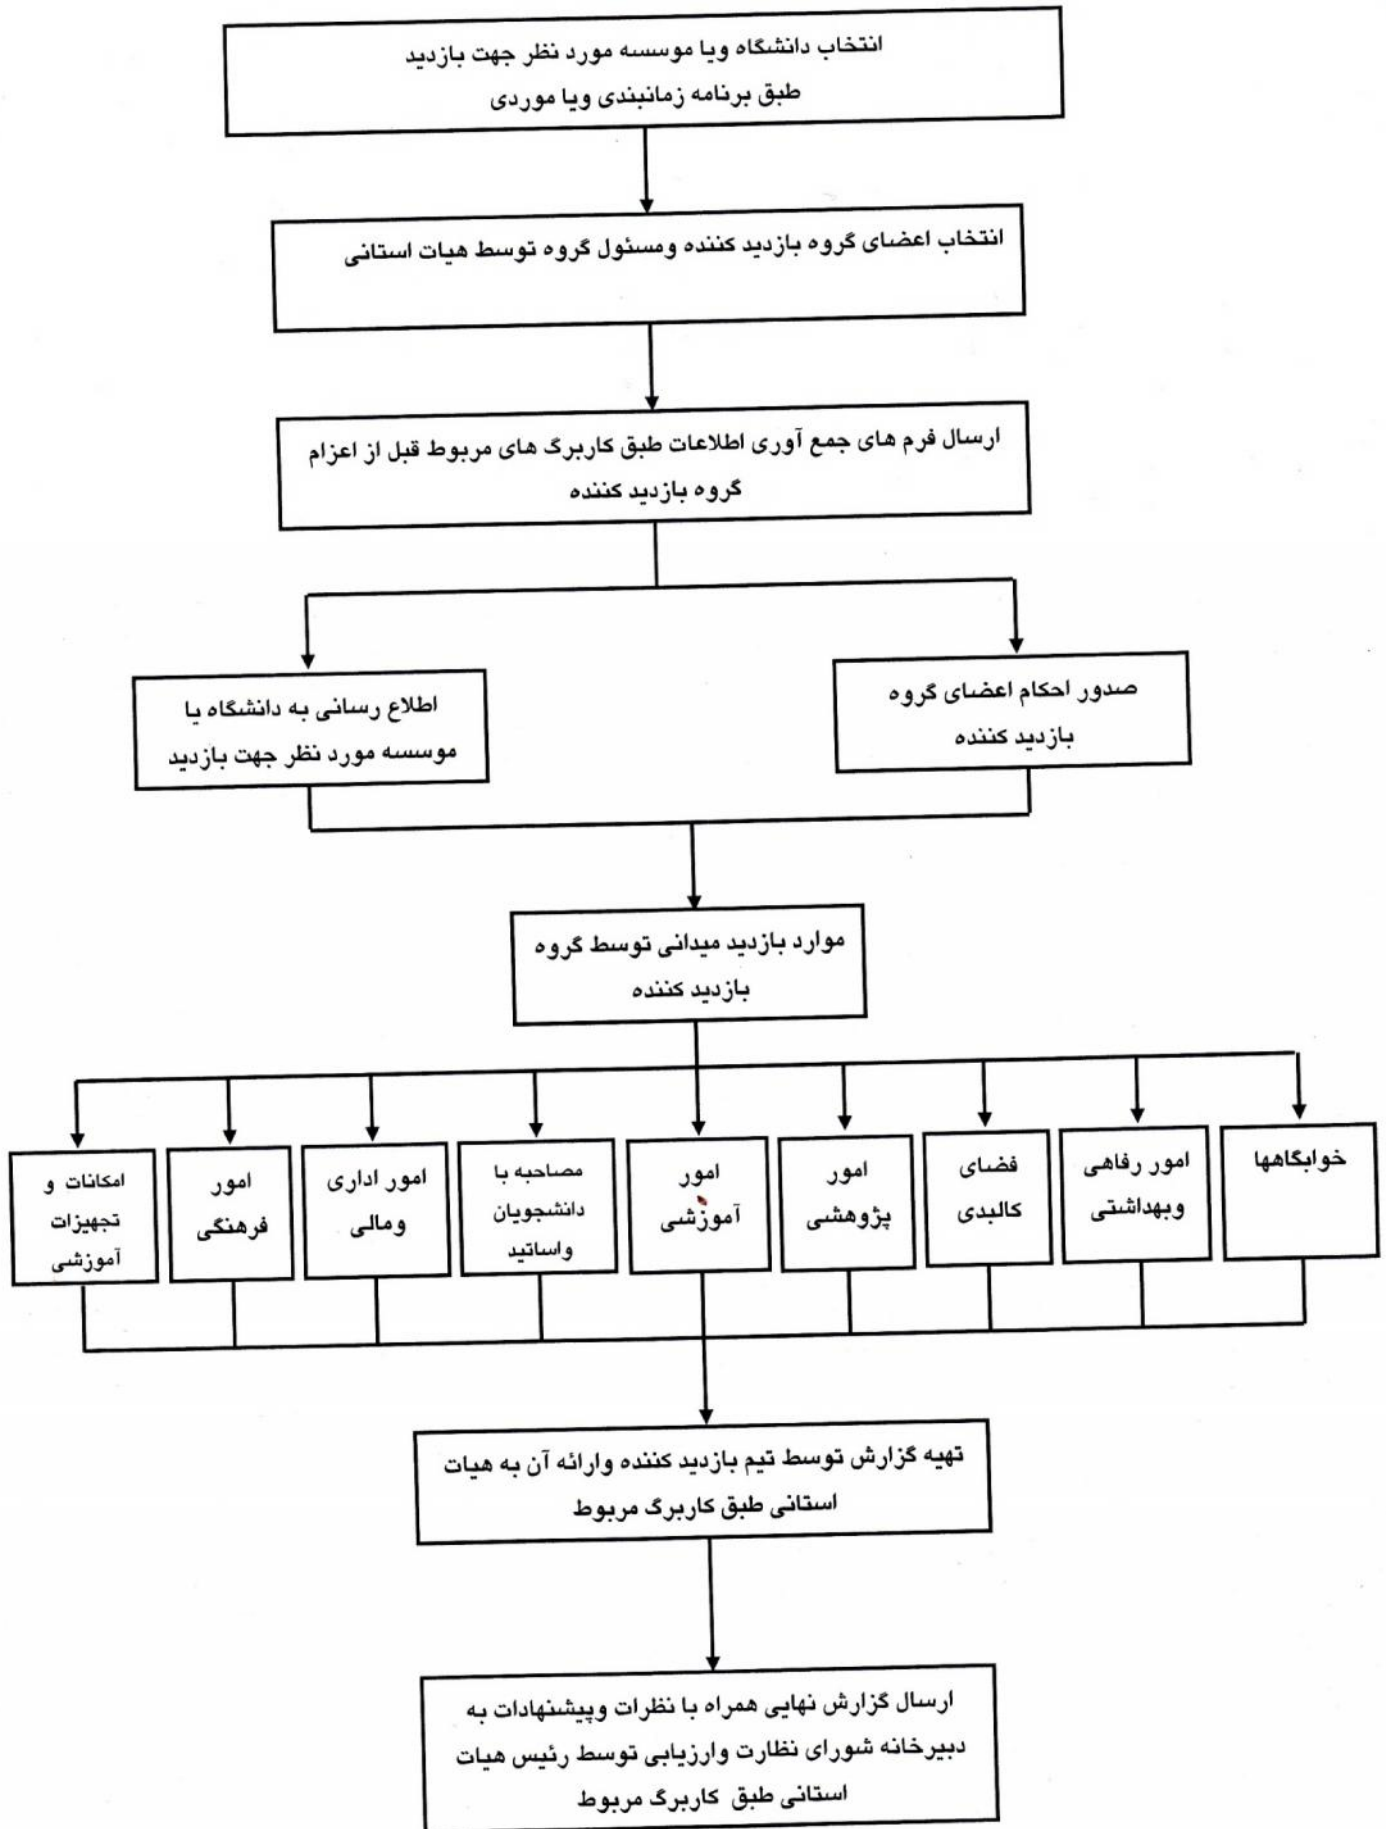 انتخاب دانشگاه ویا موسسه مورد نظر جهت بازدید
طبق برنامه زمانبندی ویا موردی
انتخاب اعضای گروه بازدید کننده ومسئول گروه توسط هیات استانی
ارسال فرم های جمع آوری اطلاعات طبق کاربرگ های مربوط قبل از اعزام
گروه بازدید کننده
صدور احکام اعضای گروه
بازدید کننده
اطلاع رسانی به دانشگاه یا
موسسه مورد نظر جهت بازدید
موارد بازدید میدانی توسط گروه
بازدید کننده
خوابگاهها
امور رفاهی
وبهداشتی
فضای
کالبدی
امور
پژوهشی
امور
آموزشی
مصاحبه با
دانشجویان
واساتید
امور اداری
ومالی
امور
فرهنگی
امکانات و
تجهیزات
آموزشی
تهیه گزارش توسط تیم بازدید کننده وارائه آن به هیات
استانی طبق کاربرگ مربوط
ارسال گزارش نهایی همراه با نظرات وپیشنهادات به
دبیرخانه شورای نظارت وارزیابی توسط رئیس هیات
استانی طبق کاربرگ مربوط